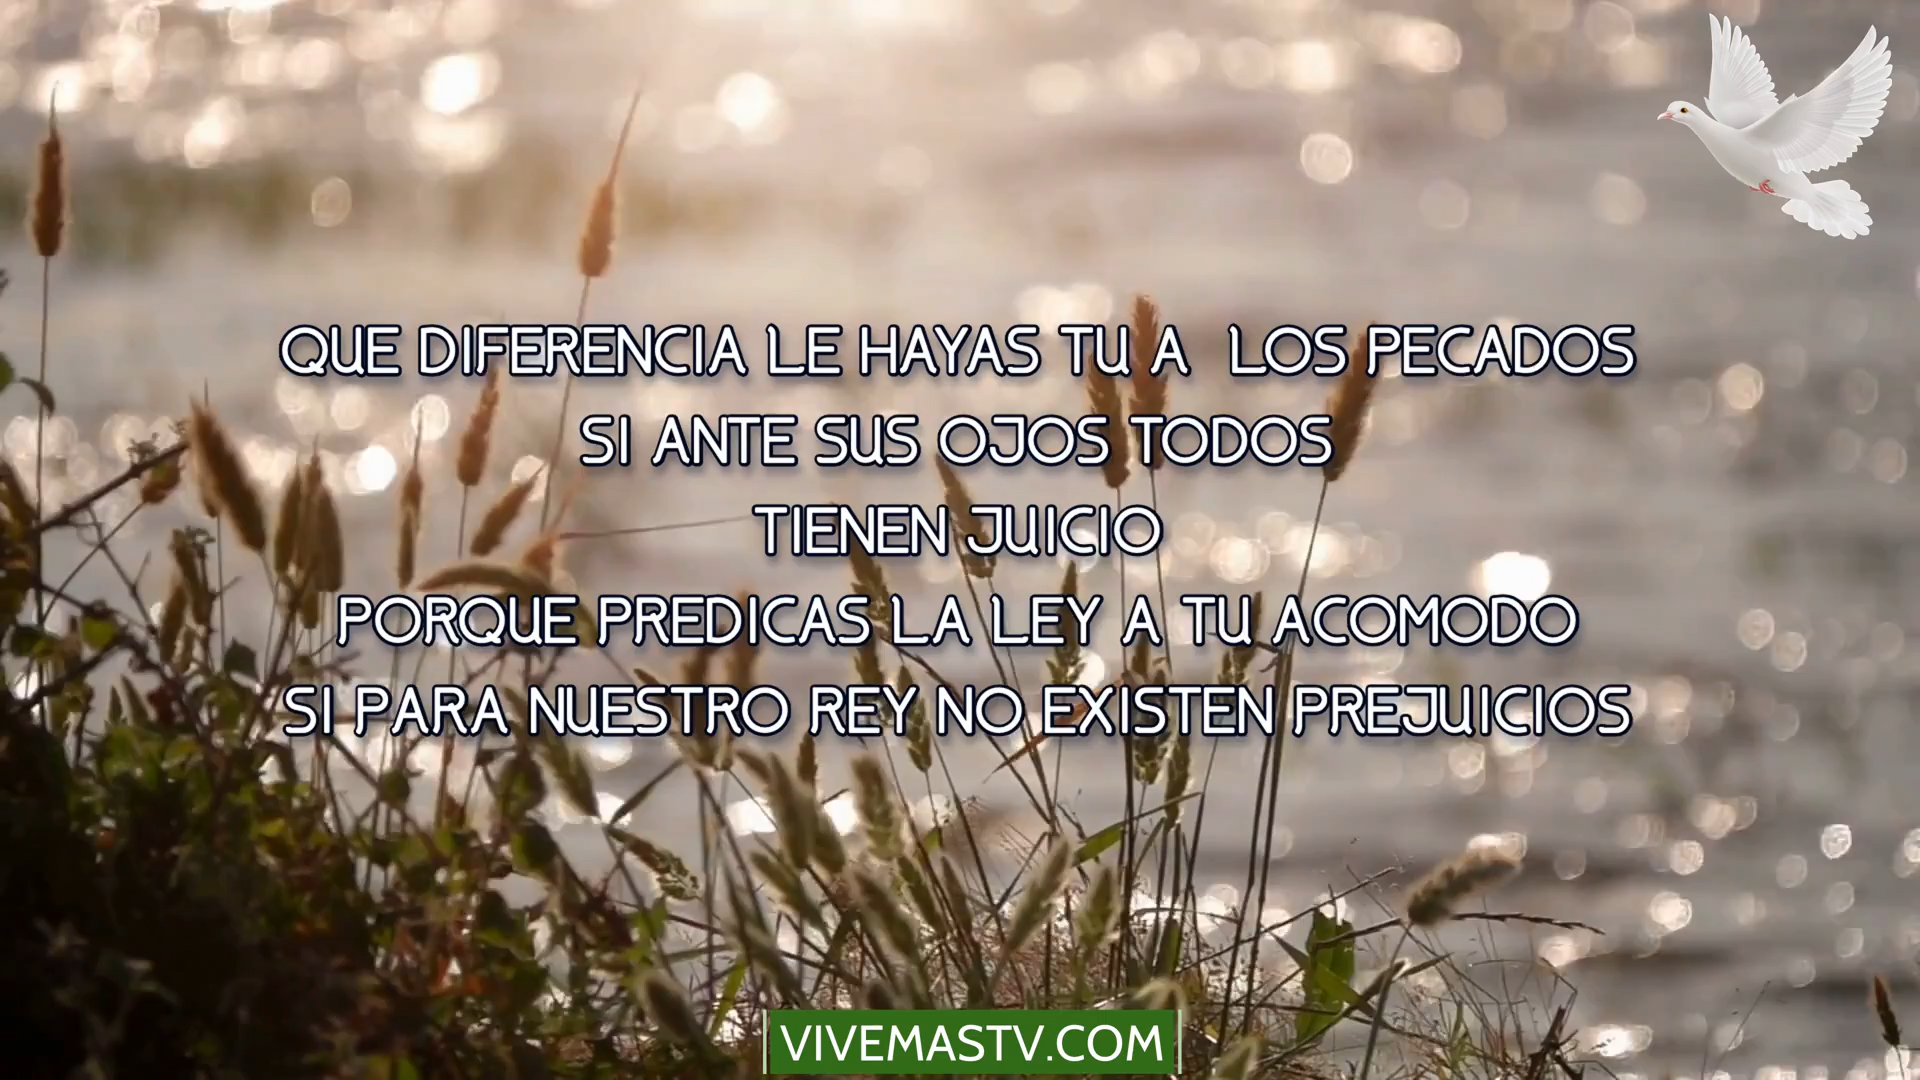 QUE DIFERENCIA LE HAYAS TU A LOS PECADOS
SI ANTE SUS OJOS TODOS
TIENEN JUICIO
PORQUE PREDICAS LA LEY A TU ACOMODO
SI PARA NUESTRO REY NO EXISTEN PREJUICIOS
VIVEMASTV.COM